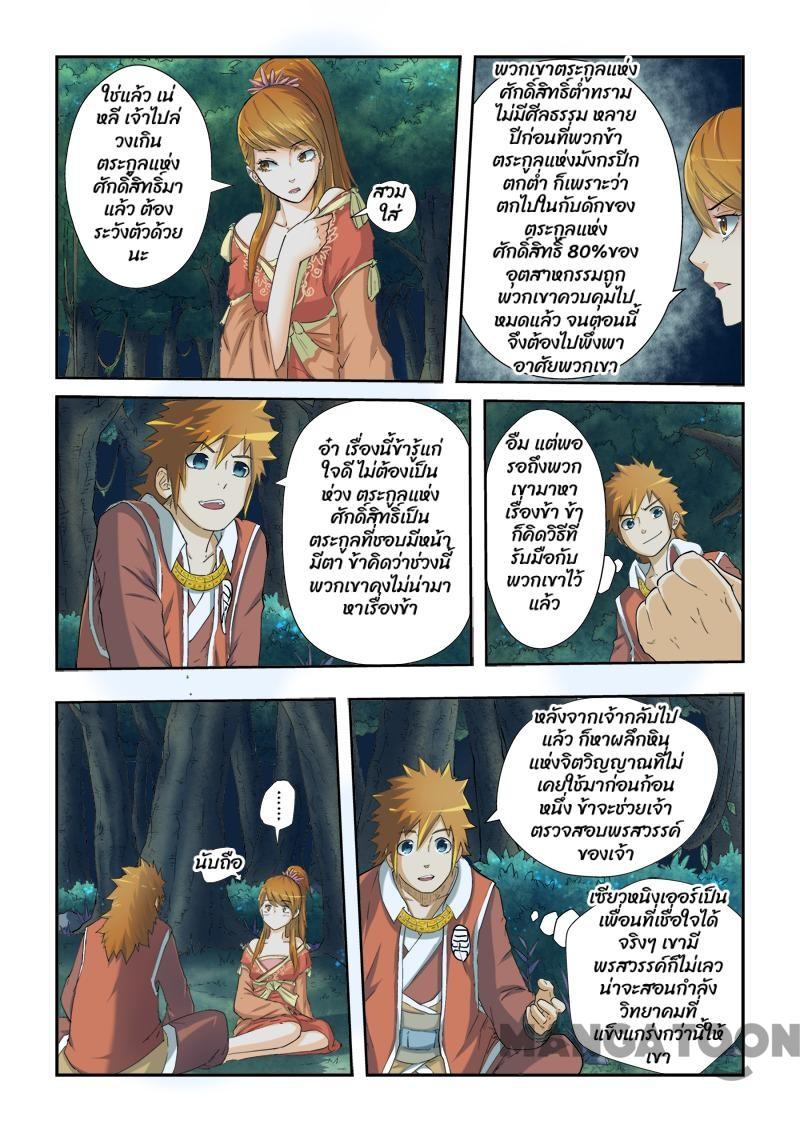 ใช่แล้ว เน่
หลี เจ้าไปล่
วงเกิน
ตระกูลแห่ง
ศักดิ์สิทธิ์มา
แล้ว ต้อง
ระวังตัวด้วย
นะ
สวม
ใส่
พวกเขาตระกูลแห่ง
ศักดิ์สิทธิ์ต่ำทราม
ไม่มีศีลธรรม หลาย
ปีก่อนที่พวกข้า
ตระกูลแห่งมังกรปีก
ตกต่ำ ก็เพราะว่า
ตกไปในกับดักของ
ตระกูลแห่ง
ศักดิ์สิทธิ์ 80%ของ
อุตสาหกรรมถูก
พวกเขาควบคุมไป
หมดแล้ว จนตอนนี้
จึงต้องไปพึ่งพา
อาศัยพวกเขา
อ๋า เรื่องนี้ข้ารู้แก่
ใจดี ไม่ต้องเป็น
ห่วง ตระกูลแห่ง
ศักดิ์สิทธิ์เป็น
ตระกูลที่ชอบมีหน้า
มีตา ข้าคิดว่าช่วงนี้
พวกเขาคงไม่น่ามา
หาเรื่องข้า
อืม แต่พอ
รอถึงพวก
เขามาหา
เรื่องข้า ข้า
ก็คิดวิธีที่
รับมือกับ
พวกเขาไว้
แล้ว
......
นับถือ
หลังจากเจ้ากลับไป
แล้ว ก็หาผลึกหิน
แห่งจิตวิญญาณที่ไม่
เคยใช้มาก่อนก้อน
หนึ่ง ข้าจะช่วยเจ้า
ตรวจสอบพรสวรรค์
ของเจ้า
เซียวหนิงเออร์เป็น
เพื่อนที่เชื่อใจได้
จริงๆ เขามี
พรสวรรค์ก็ไม่เลว
น่าจะสอนกำลัง
วิทยาคมที่
แข็งแกร่งกว่านี้ให้
เขา
MANGATOON